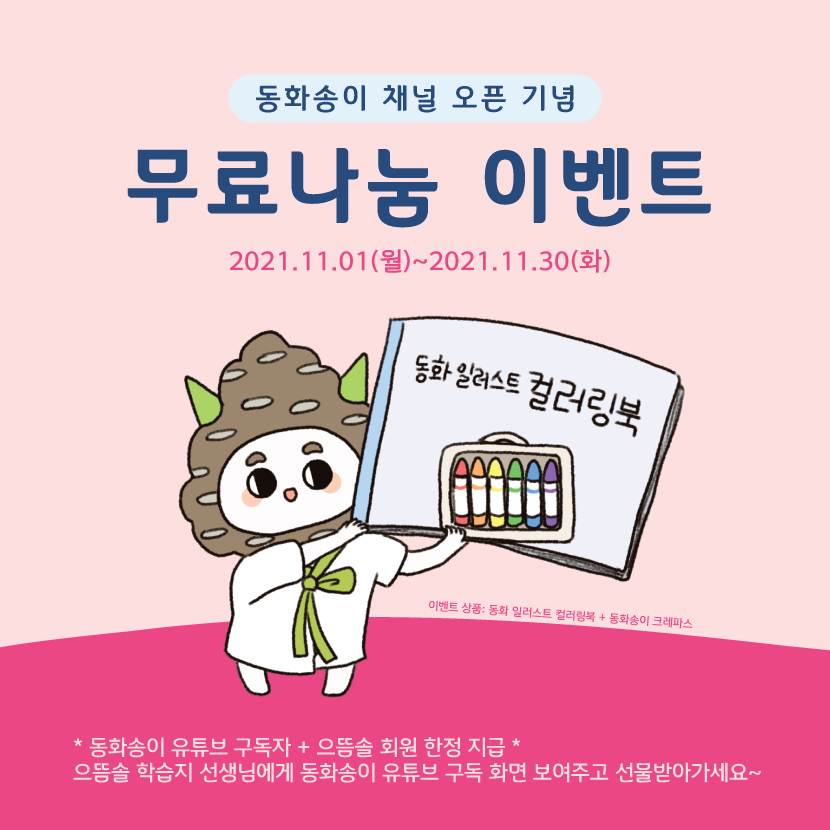 동화송이 채널 오픈 기념
무료나눔 이벤트
2021.11.01(월)~2021.11.30(화)
동화 일러스트 컬러링북
이벤트 상품: 동화 일러스트 컬러링북 + 동화송이 크레파스
* 동화송이 유튜브 구독자 + 으뜸솔 회원 한정 지급 *
으뜸솔 학습지 선생님에게 동화송이 유튜브 구독 화면 보여주고 선물받아가세요~